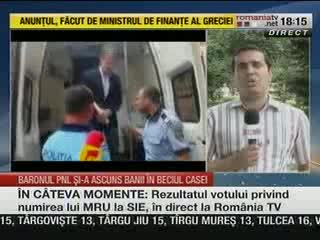 ANUNȚUL, FĂCUT DE MINISTRUL DE FINANȚE AL GRECIEI
romaniatv
.net
18:15
DIRECT
BARONUL PNL ȘI-A ASCUNS BANII ÎN BECIUL CASEI
ÎN CÂTEVA MOMENTE: Rezultatul votului privind
numirea lui MRU la SIE, în direct la România TV
15, TÂRGOVIȘTE 13, TÂRGU JIU 15, TÂRGU MUREȘ 13, TIMIȘOARA 15